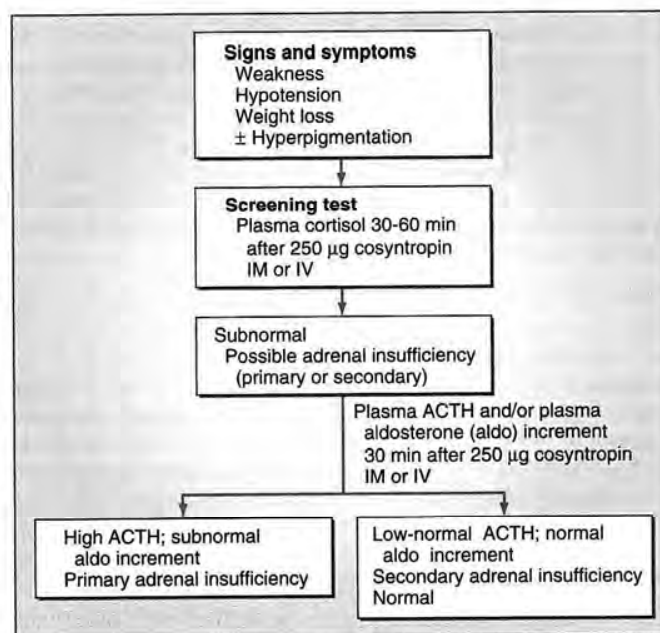 Signs and symptoms
Weakness
Hypotension
Weight loss
± Hyperpigmentation
Screening test
Plasma cortisol 30-60 min
after 250 µg cosyntropin
IM or IV
Subnormal
Possible adrenal insufficiency
(primary or secondary)
Plasma ACTH and/or plasma
aldosterone (aldo) increment
30 min after 250 µg cosyntropin
IM or IV
High ACTH; subnormal
aldo increment
Primary adrenal insufficiency
Low-normal ACTH; normal
aldo increment
Secondary adrenal insufficiency
Normal